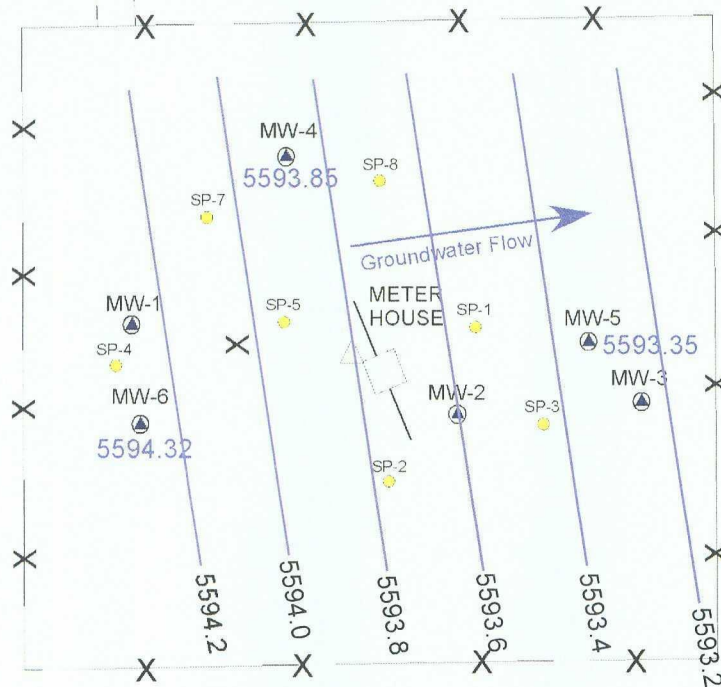 MW-4
5593.85
SP-8
SP-7
Groundwater Flow
METER
HOUSE
MW-1
SP-5
SP-1
MW-5
5593.35
SP-4
MW-6
5594.32
MW-2
SP-3
MW-3
SP-2
5594.2
5594.0
5593.8
5593.6
5593.4
5593.2